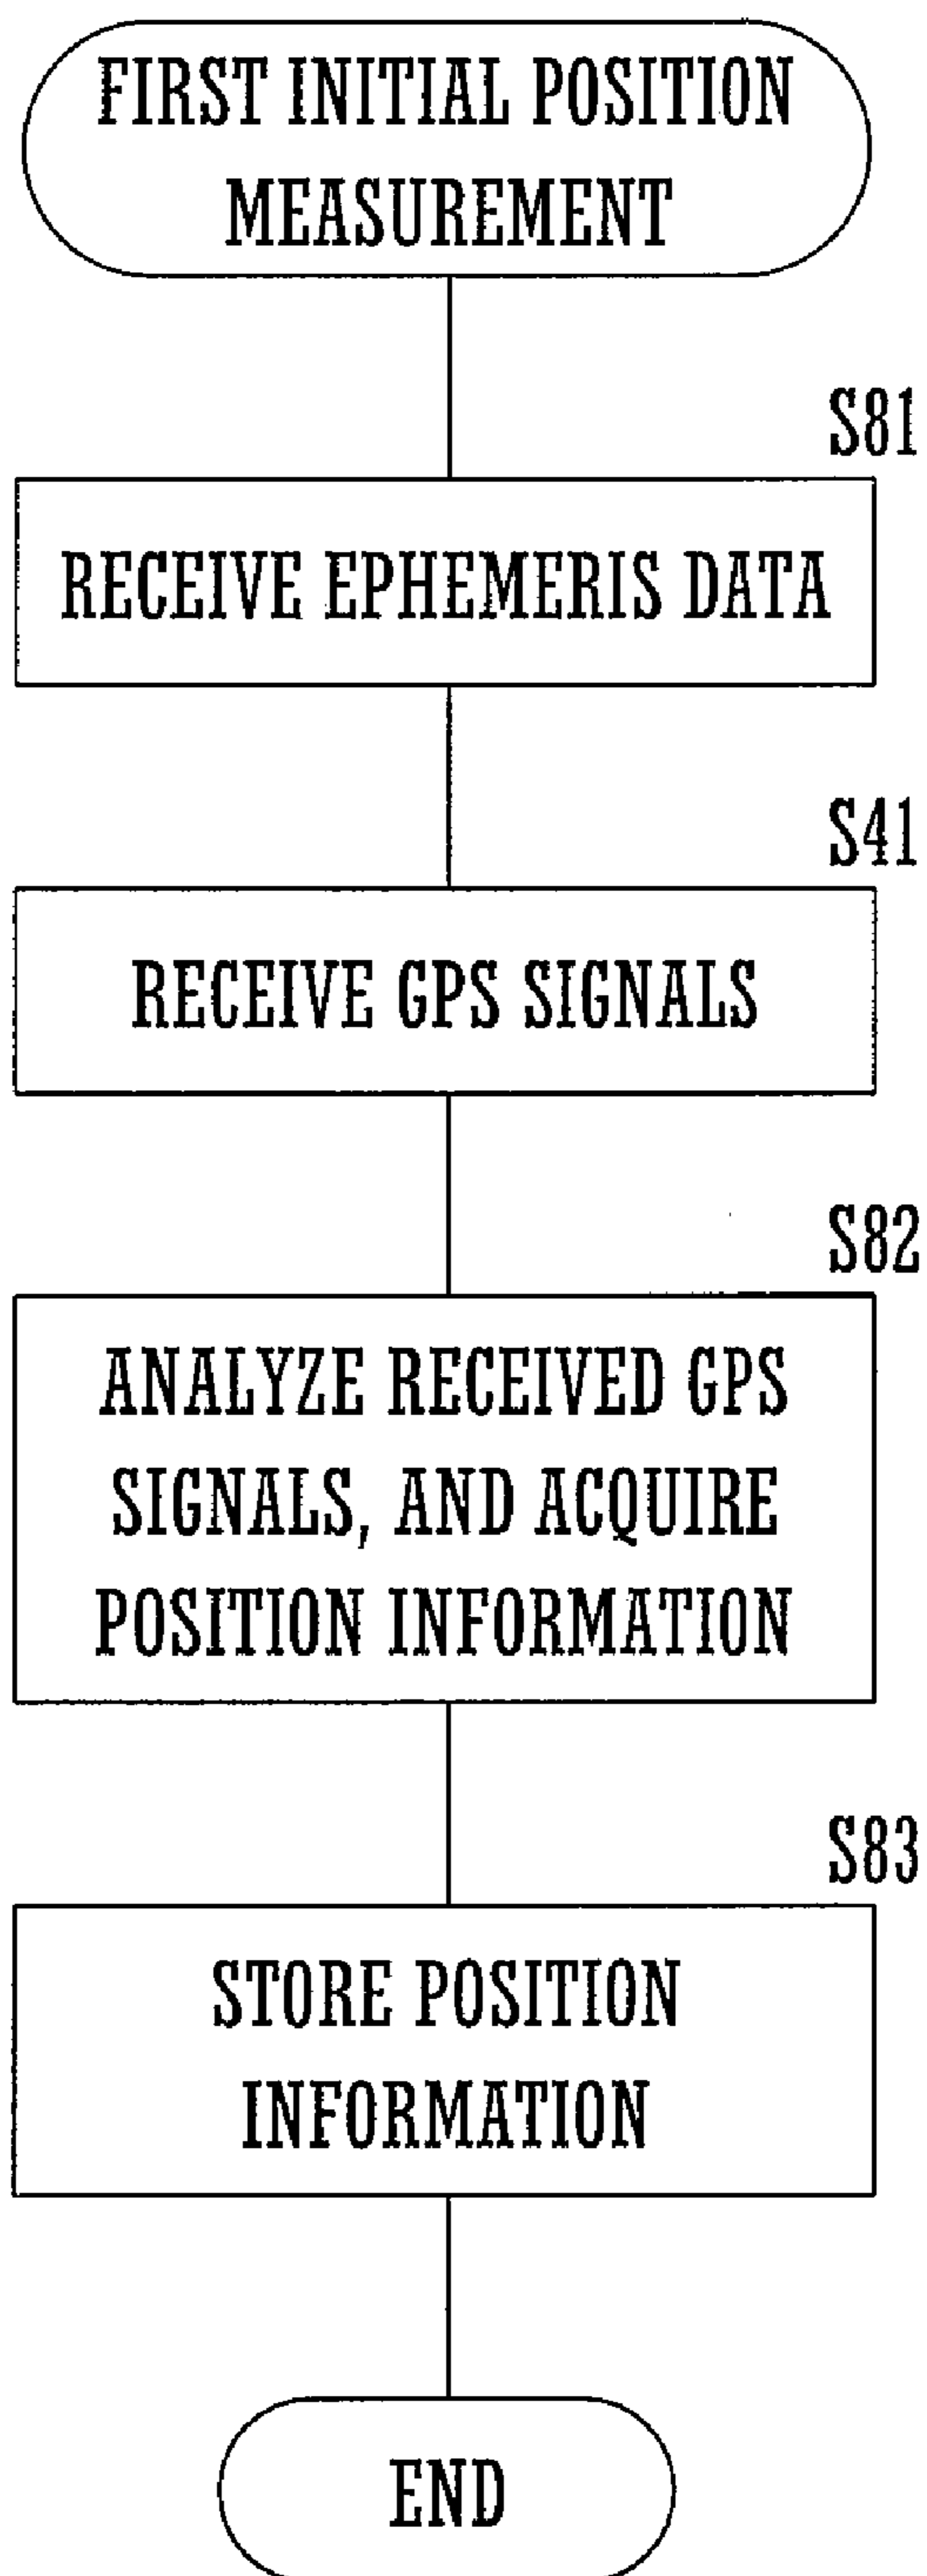 FIRST INITIAL POSITION
MEASUREMENT
S81
RECEIVE EPHEMERIS DATA
S41
RECEIVE GPS SIGNALS
S82
ANALYZE RECEIVED GPS
SIGNALS, AND ACQUIRE
POSITION INFORMATION
S83
STORE POSITION
INFORMATION
END